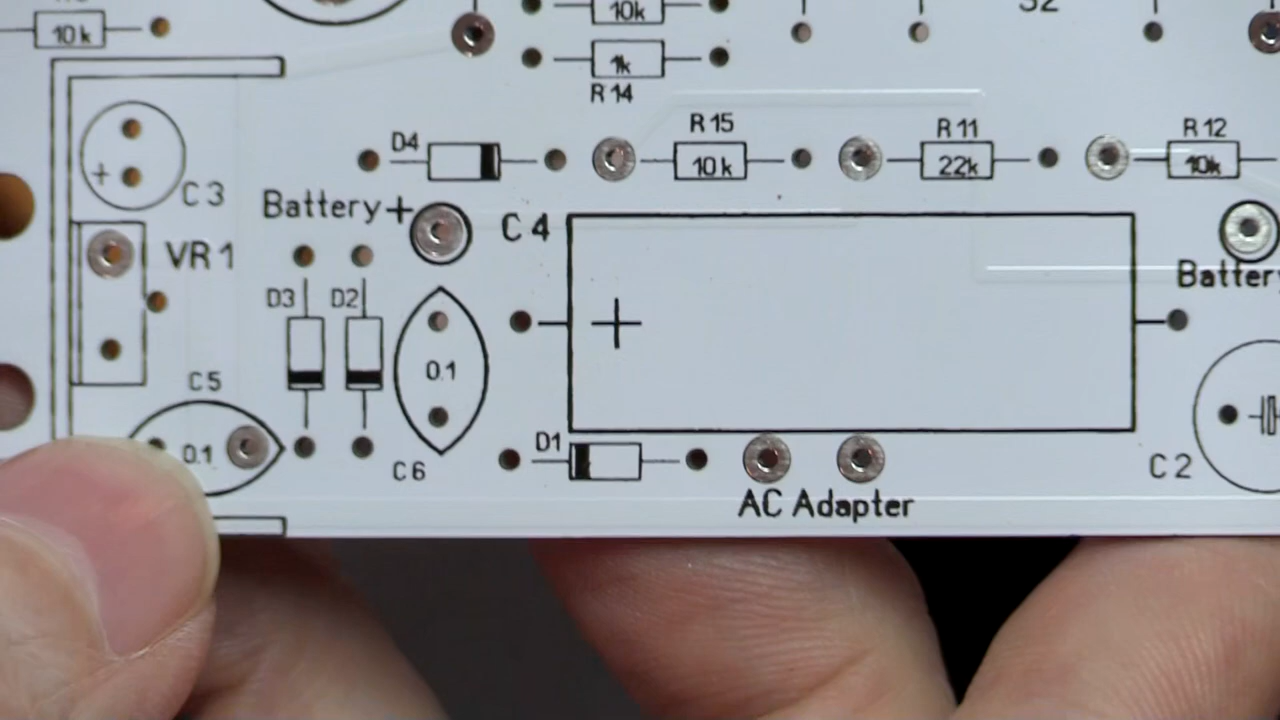 10k
10k
S2
1k
R 14
D4
R 15
10k
R 11
22k
R 12
10k
+
C 3
Battery+
C 4
VR 1
Battery
D3
D2
+
0.1
C5
0.1
C6
D1
C 2
AC Adapter